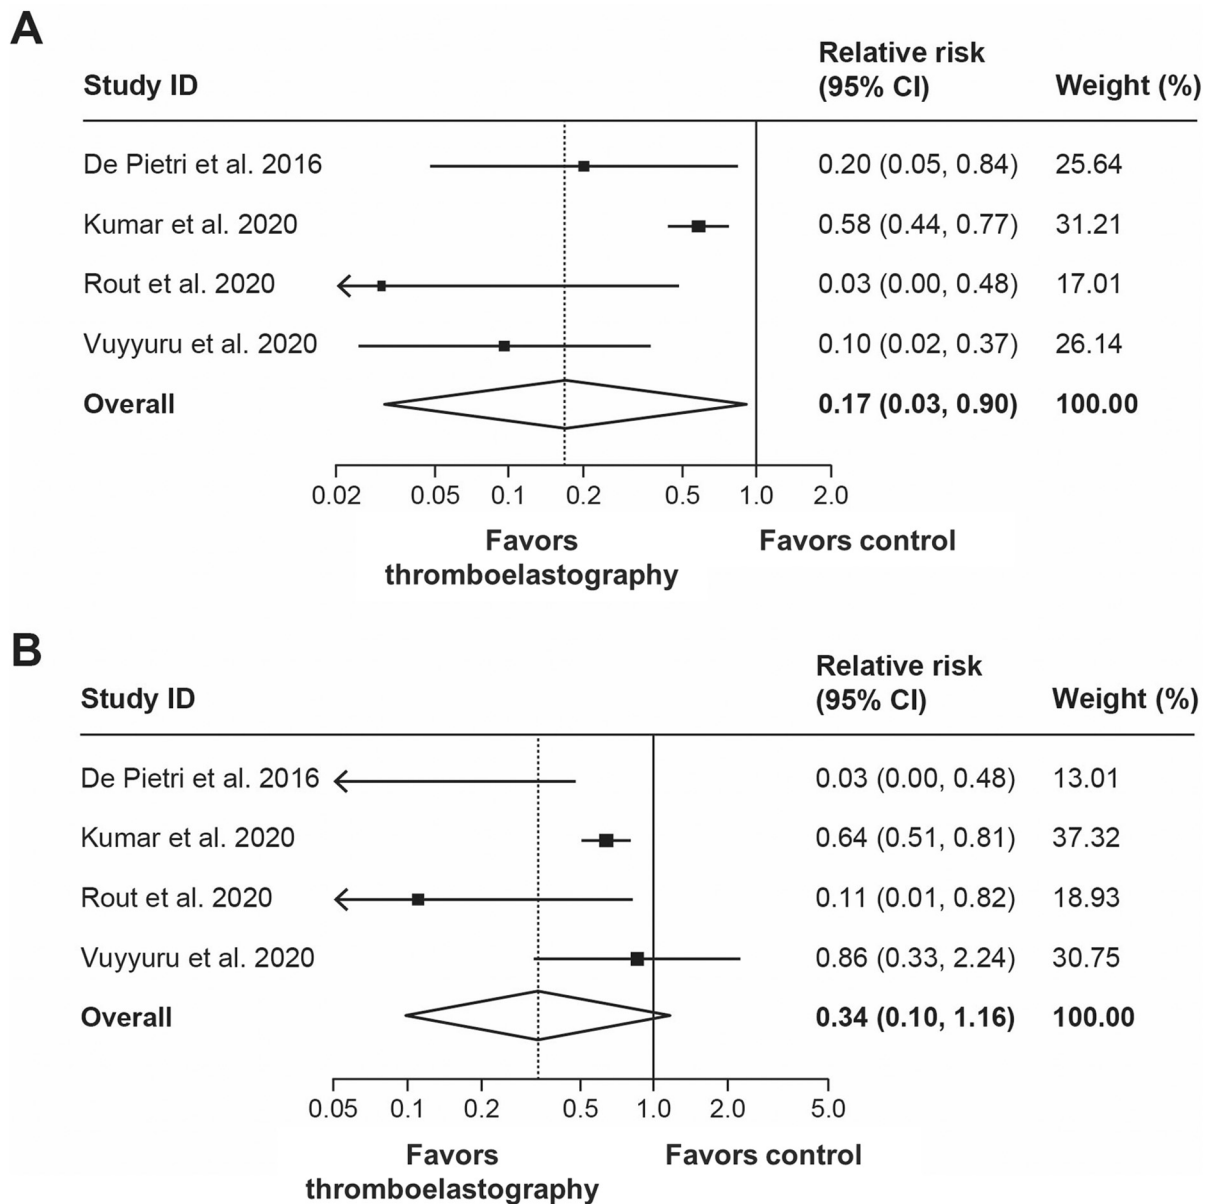 A
Study ID Relative risk (95% CI) Weight (%)
De Pietri et al. 2016 0.20 (0.05, 0.84) 25.64
Kumar et al. 2020 0.58 (0.44, 0.77) 31.21
Rout et al. 2020 0.03 (0.00, 0.48) 17.01
Vuyyuru et al. 2020 0.10 (0.02, 0.37) 26.14
Overall 0.17 (0.03, 0.90) 100.00
0.02 0.05 0.1 0.2 0.5 1.0 2.0
Favors thromboelastography Favors control
B
Study ID Relative risk (95% CI) Weight (%)
De Pietri et al. 2016 0.03 (0.00, 0.48) 13.01
Kumar et al. 2020 0.64 (0.51, 0.81) 37.32
Rout et al. 2020 0.11 (0.01, 0.82) 18.93
Vuyyuru et al. 2020 0.86 (0.33, 2.24) 30.75
Overall 0.34 (0.10, 1.16) 100.00
0.05 0.1 0.2 0.5 1.0 2.0 5.0
Favors thromboelastography Favors control